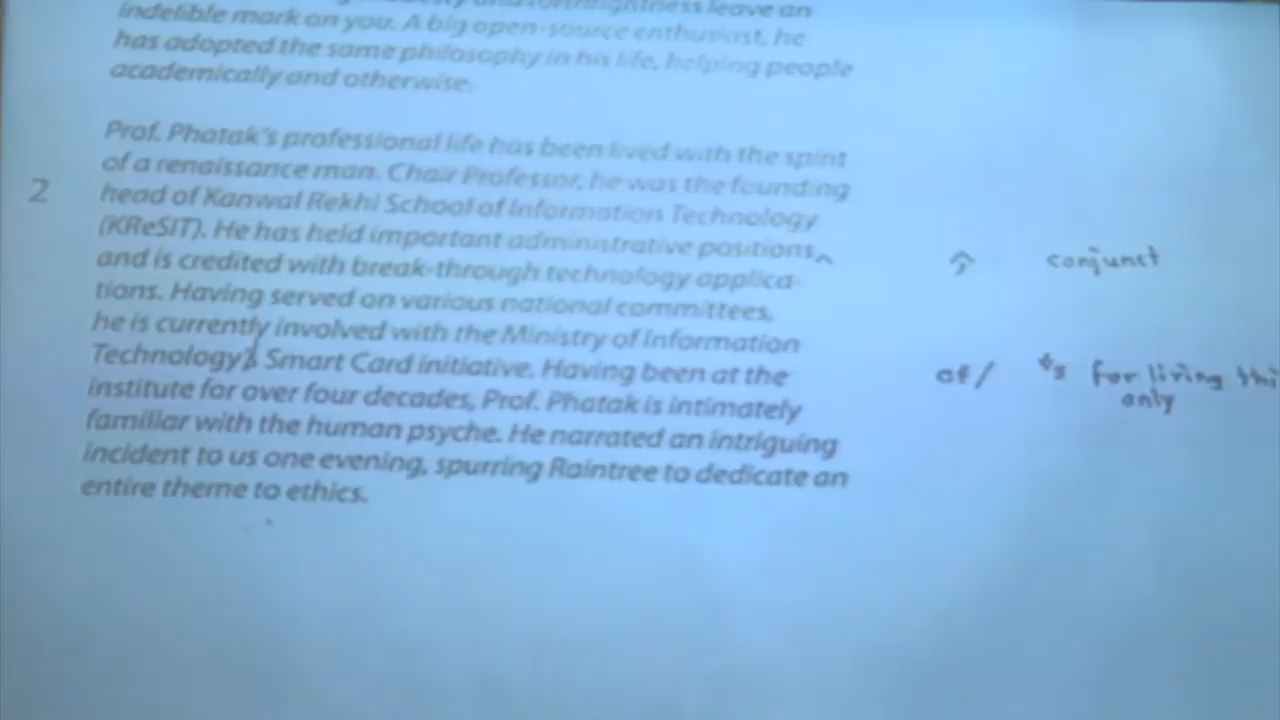 leave an
indelible mark on you. A big open-source enthusiast, he
has adopted the same philosophy in his life, helping people
academically and otherwise.
Prof. Phatak's professional life has been lived with the spirit
of a renaissance man. Chair Professor, he was the founding
2
head of Kanwal Rekhi School of Information Technology
(KReSIT). He has held important administrative positions‸
and is credited with break-through technology applica-
tions. Having served on various national committees,
he is currently involved with the Ministry of Information
Technology's Smart Card initiative. Having been at the
institute for over four decades, Prof. Phatak is intimately
familiar with the human psyche. He narrated an intriguing
incident to us one evening, spurring Raintree to dedicate an
entire theme to ethics.
conjunct
of/ 's for living thi
only